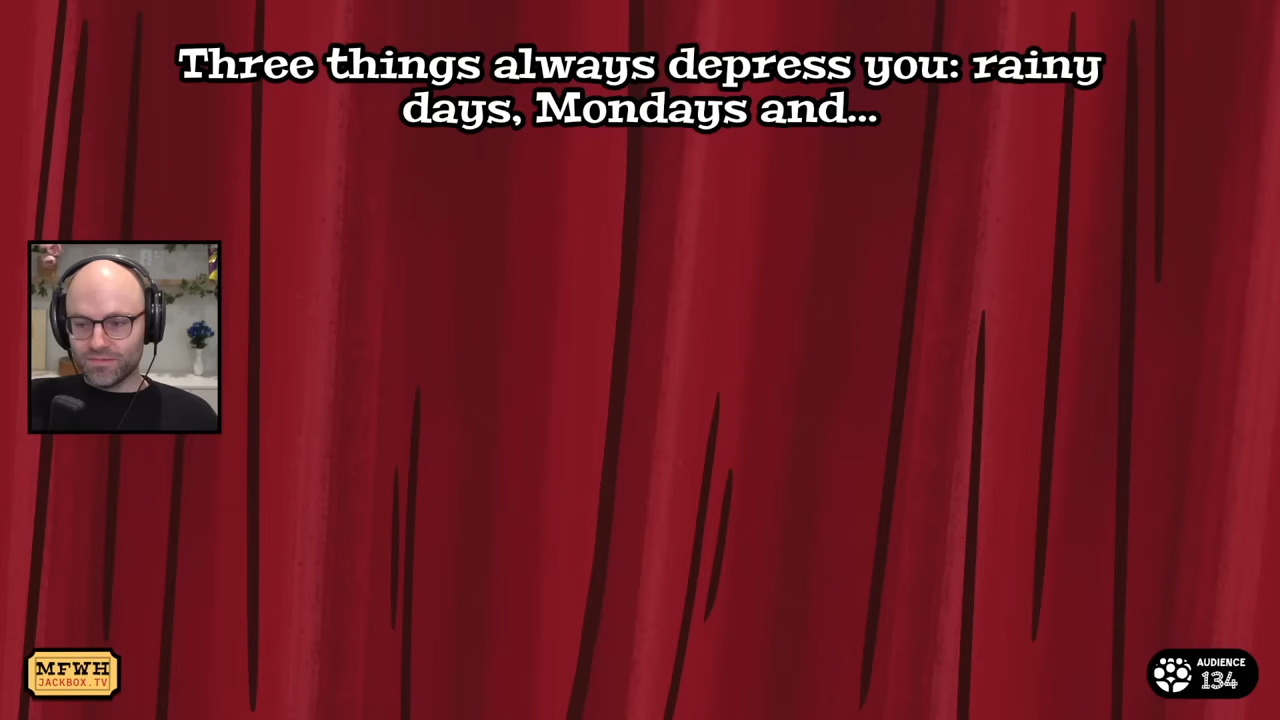 Three things always depress you: rainy
days, Mondays and...
MFWH
JACKBOX.TV
AUDIENCE
134